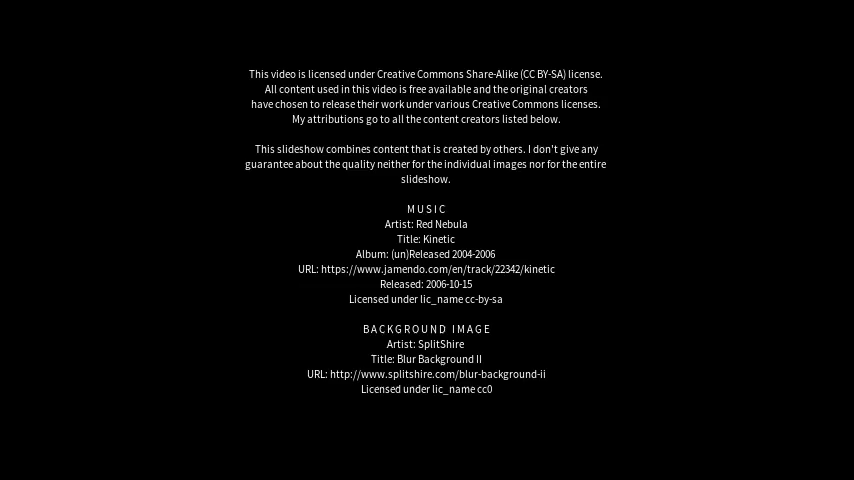 This video is licensed under Creative Commons Share-Alike (CC BY-SA) license.
All content used in this video is free available and the original creators
have chosen to release their work under various Creative Commons licenses.
My attributions go to all the content creators listed below.
This slideshow combines content that is created by others. I don't give any
guarantee about the quality neither for the individual images nor for the entire
slideshow.
MUSIC
Artist: Red Nebula
Title: Kinetic
Album: (un)Released 2004-2006
URL: https://www.jamendo.com/en/track/22342/kinetic
Released: 2006-10-15
Licensed under lic_name cc-by-sa
BACKGROUND IMAGE
Artist: SplitShire
Title: Blur Background II
URL: http://www.splitshire.com/blur-background-ii
Licensed under lic_name cc0